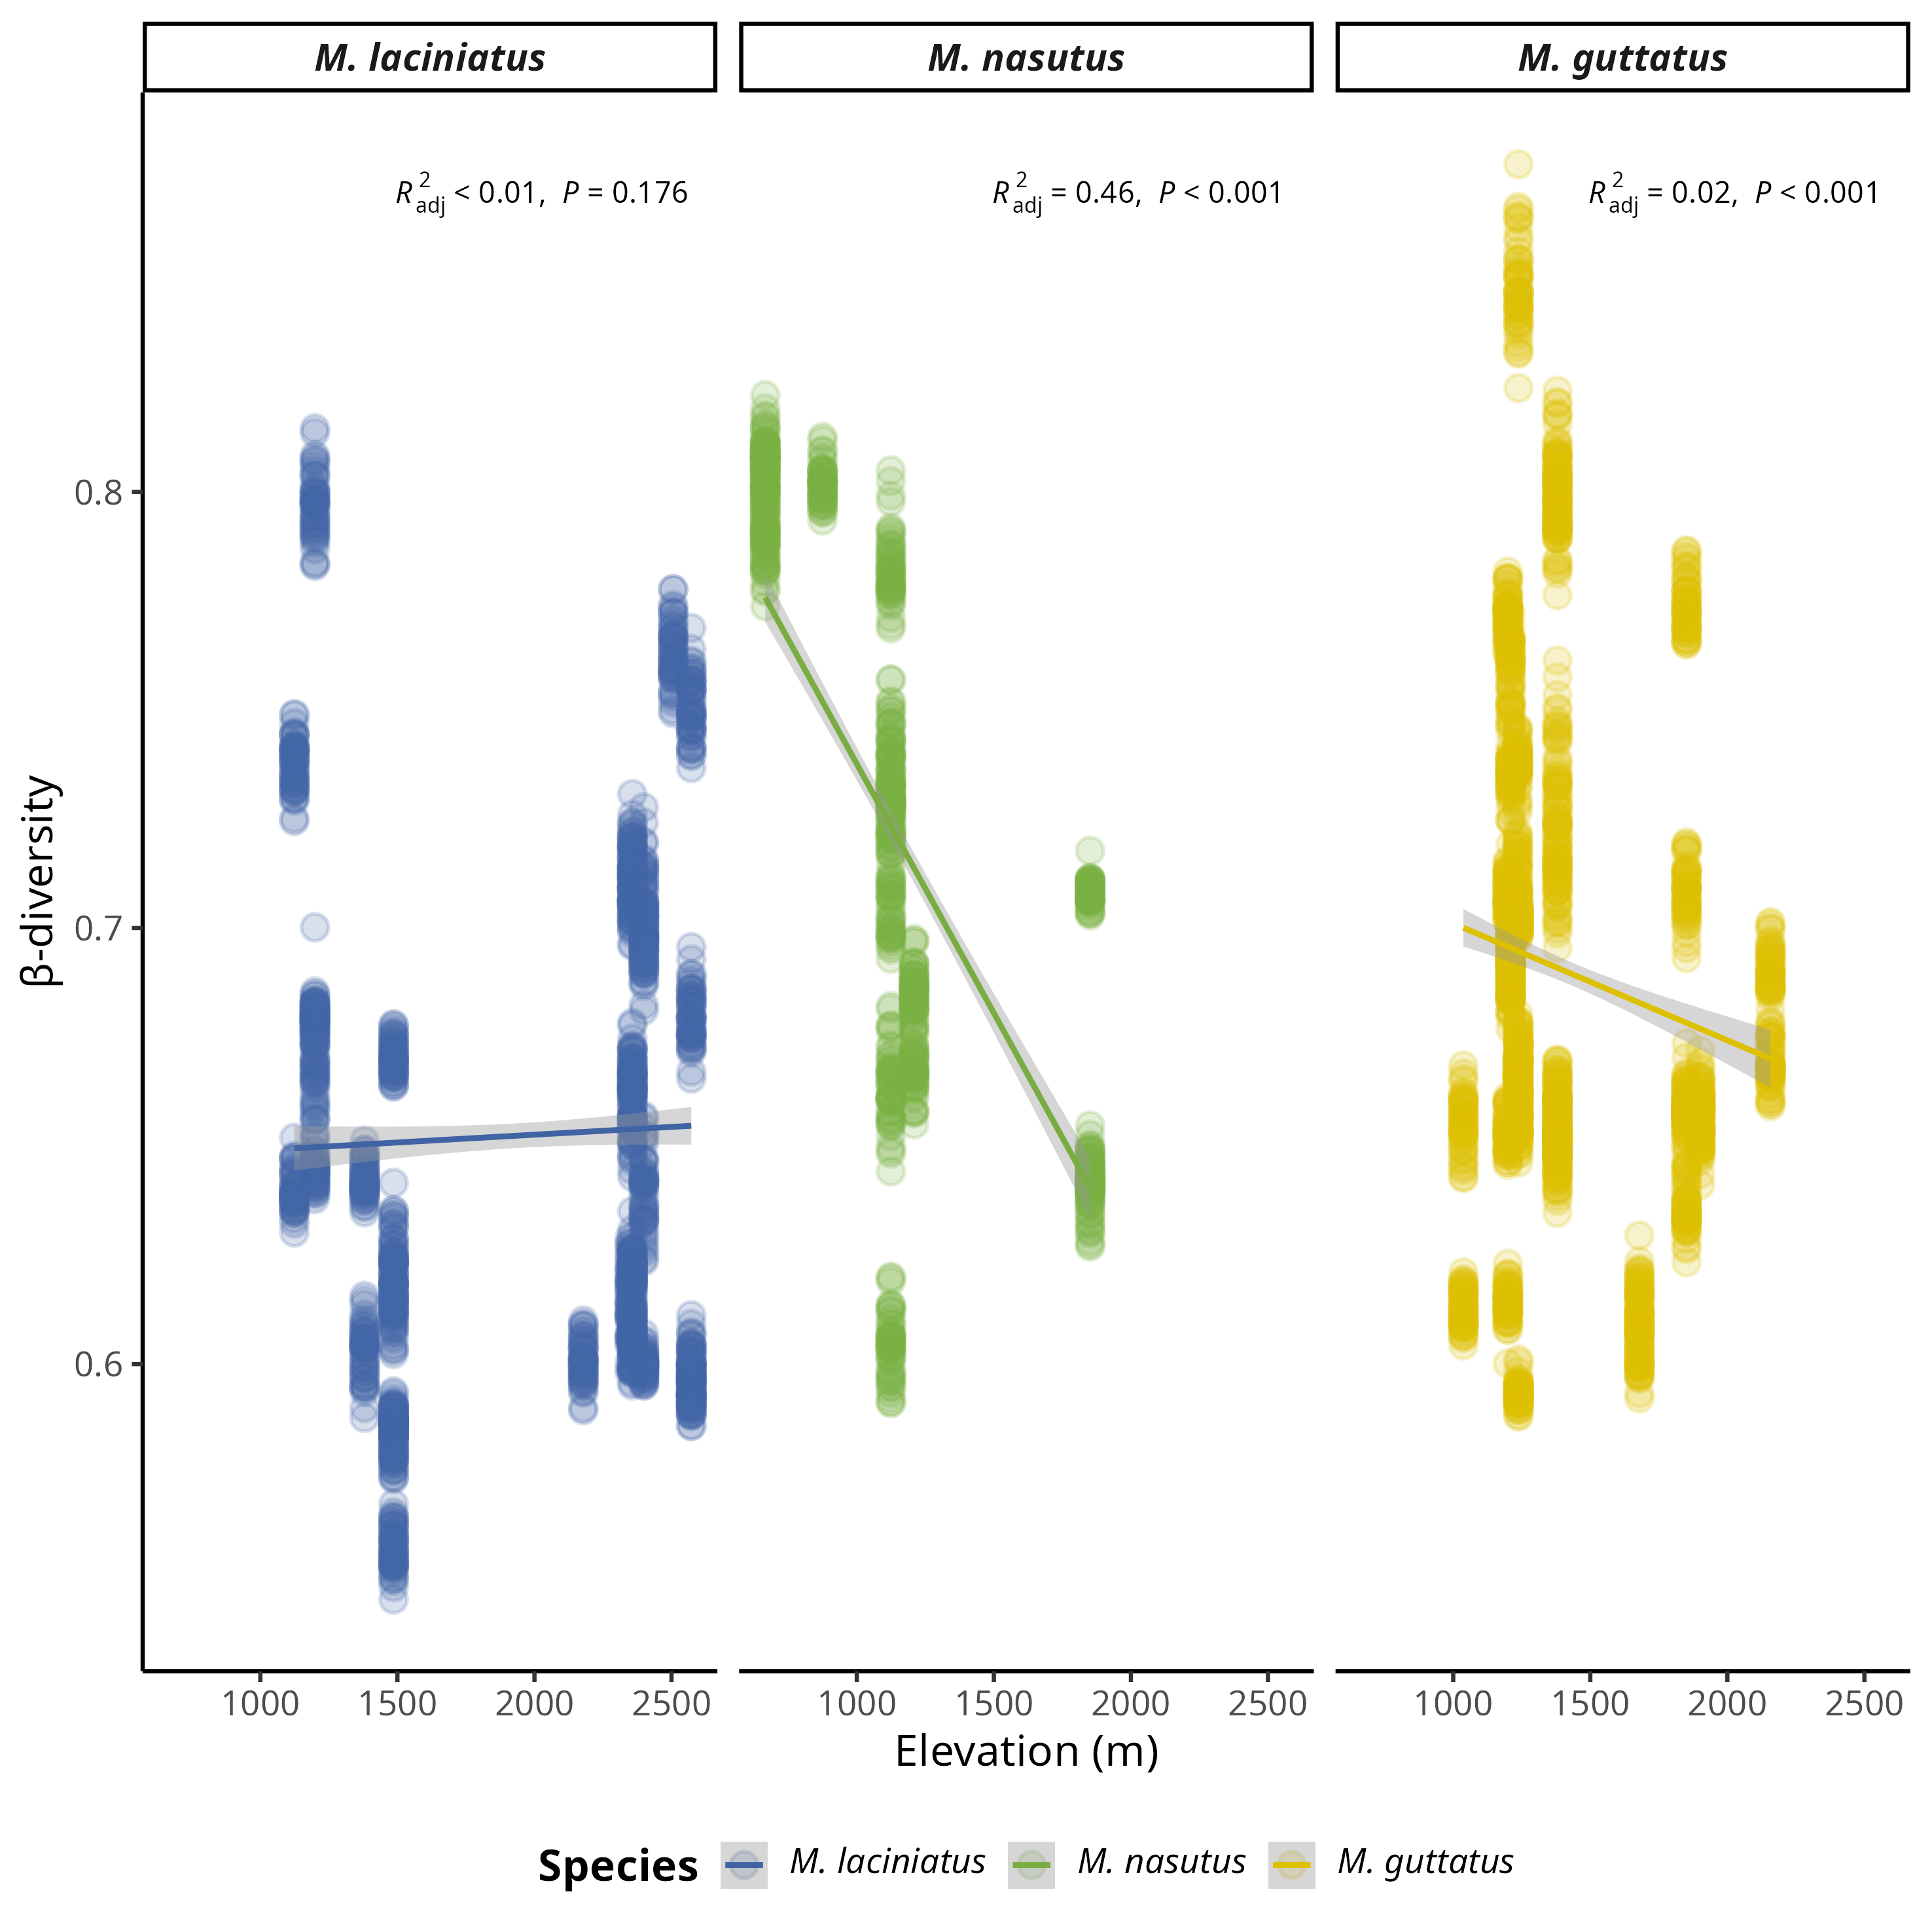 M. laciniatus M. nasutus M. guttatus
R²adj < 0.01, P = 0.176 R²adj = 0.46, P < 0.001 R²adj = 0.02, P < 0.001
β-diversity
0.8
0.7
0.6
1000 1500 2000 2500 1000 1500 2000 2500 1000 1500 2000 2500
Elevation (m)
Species M. laciniatus M. nasutus M. guttatus